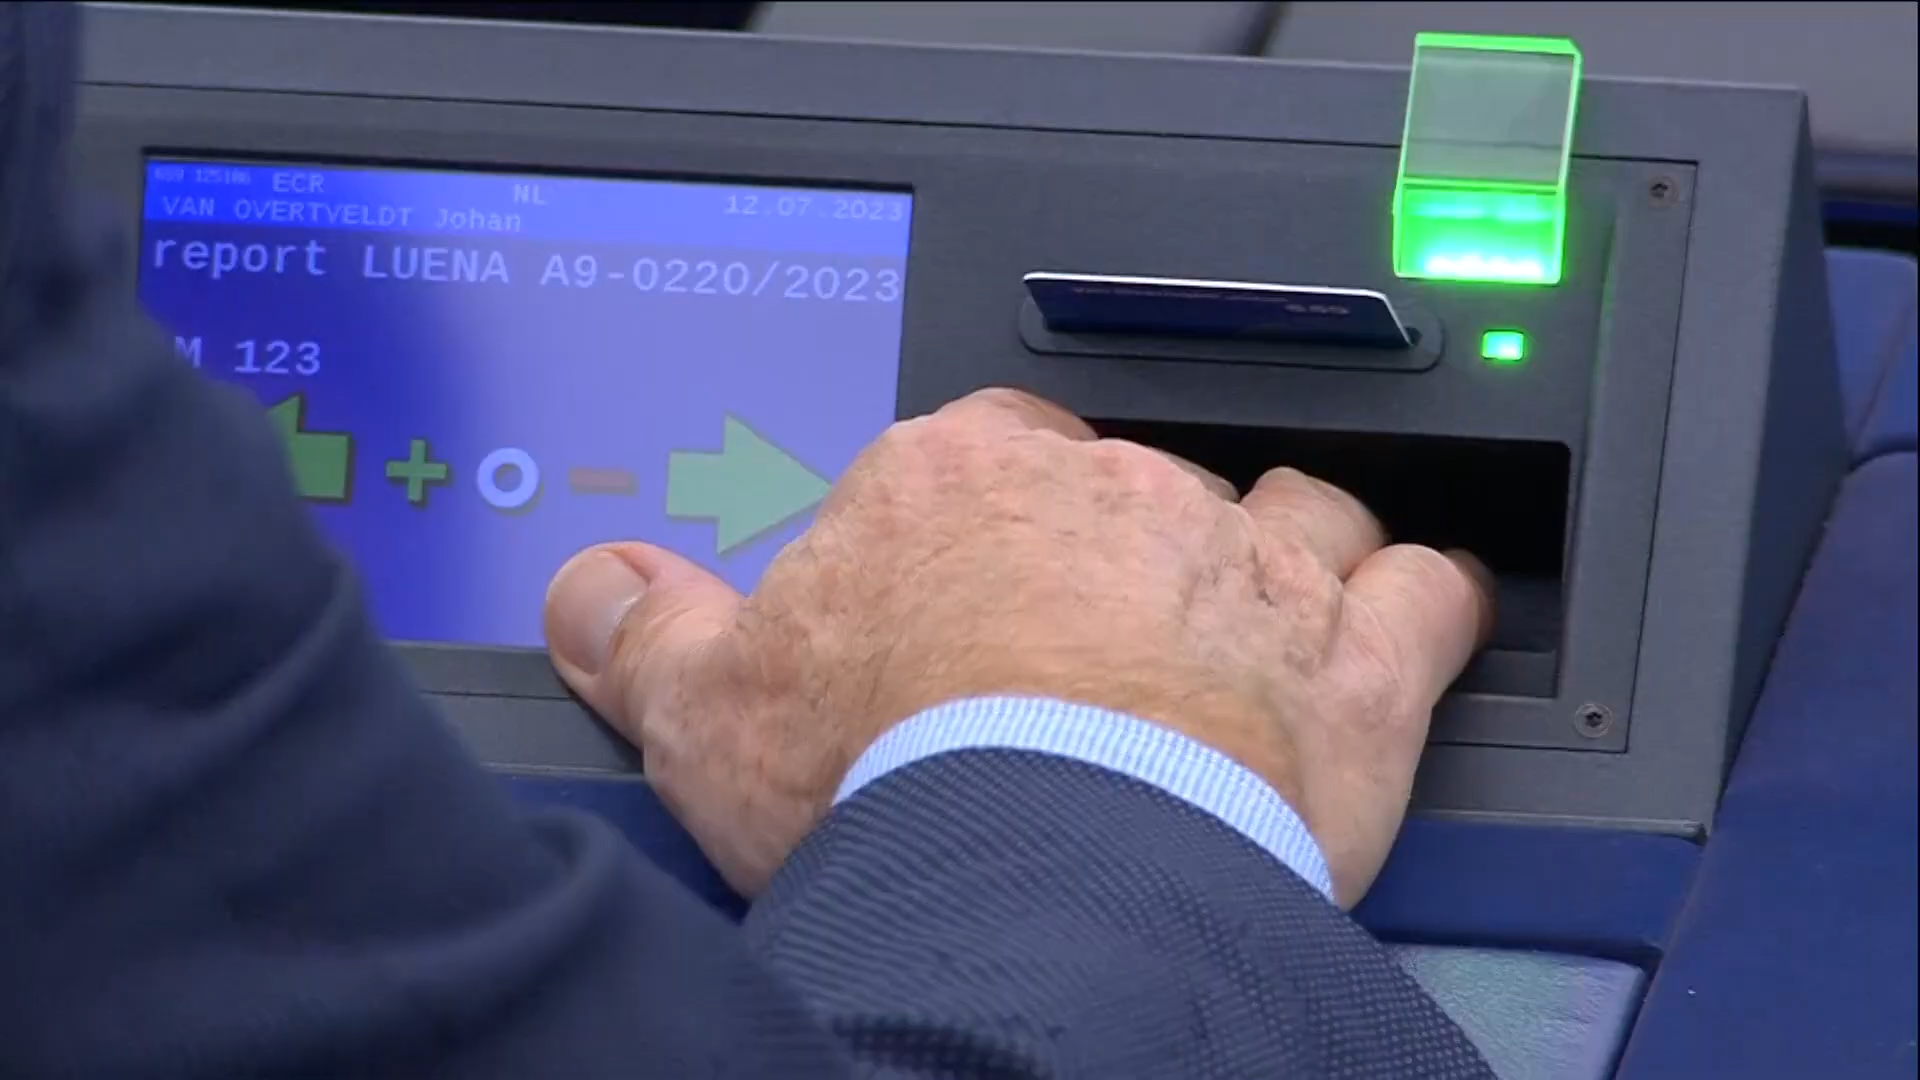 ECR NL 12.07.2023
VAN OVERTVELDT Johan
report LUENA A9-0220/2023
M 123